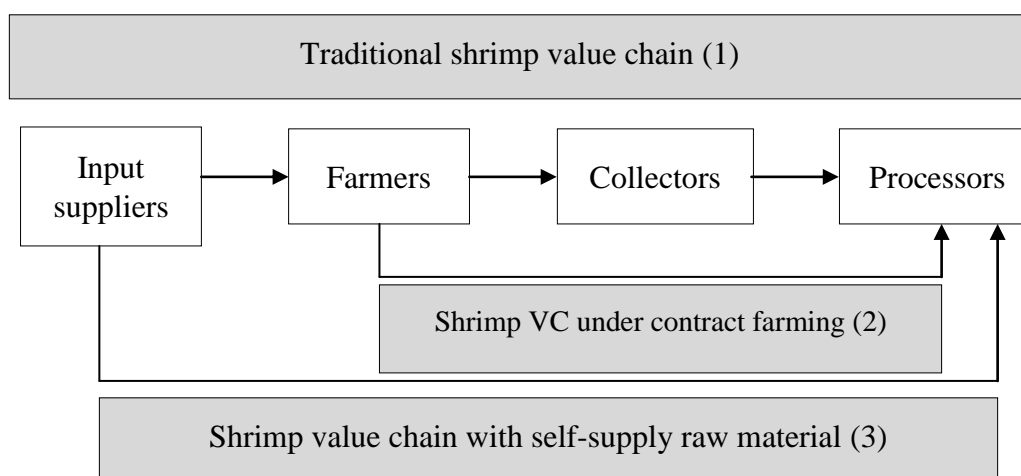 Traditional shrimp value chain (1)
Input
suppliers
Farmers
Collectors
Processors
Shrimp VC under contract farming (2)
Shrimp value chain with self-supply raw material (3)